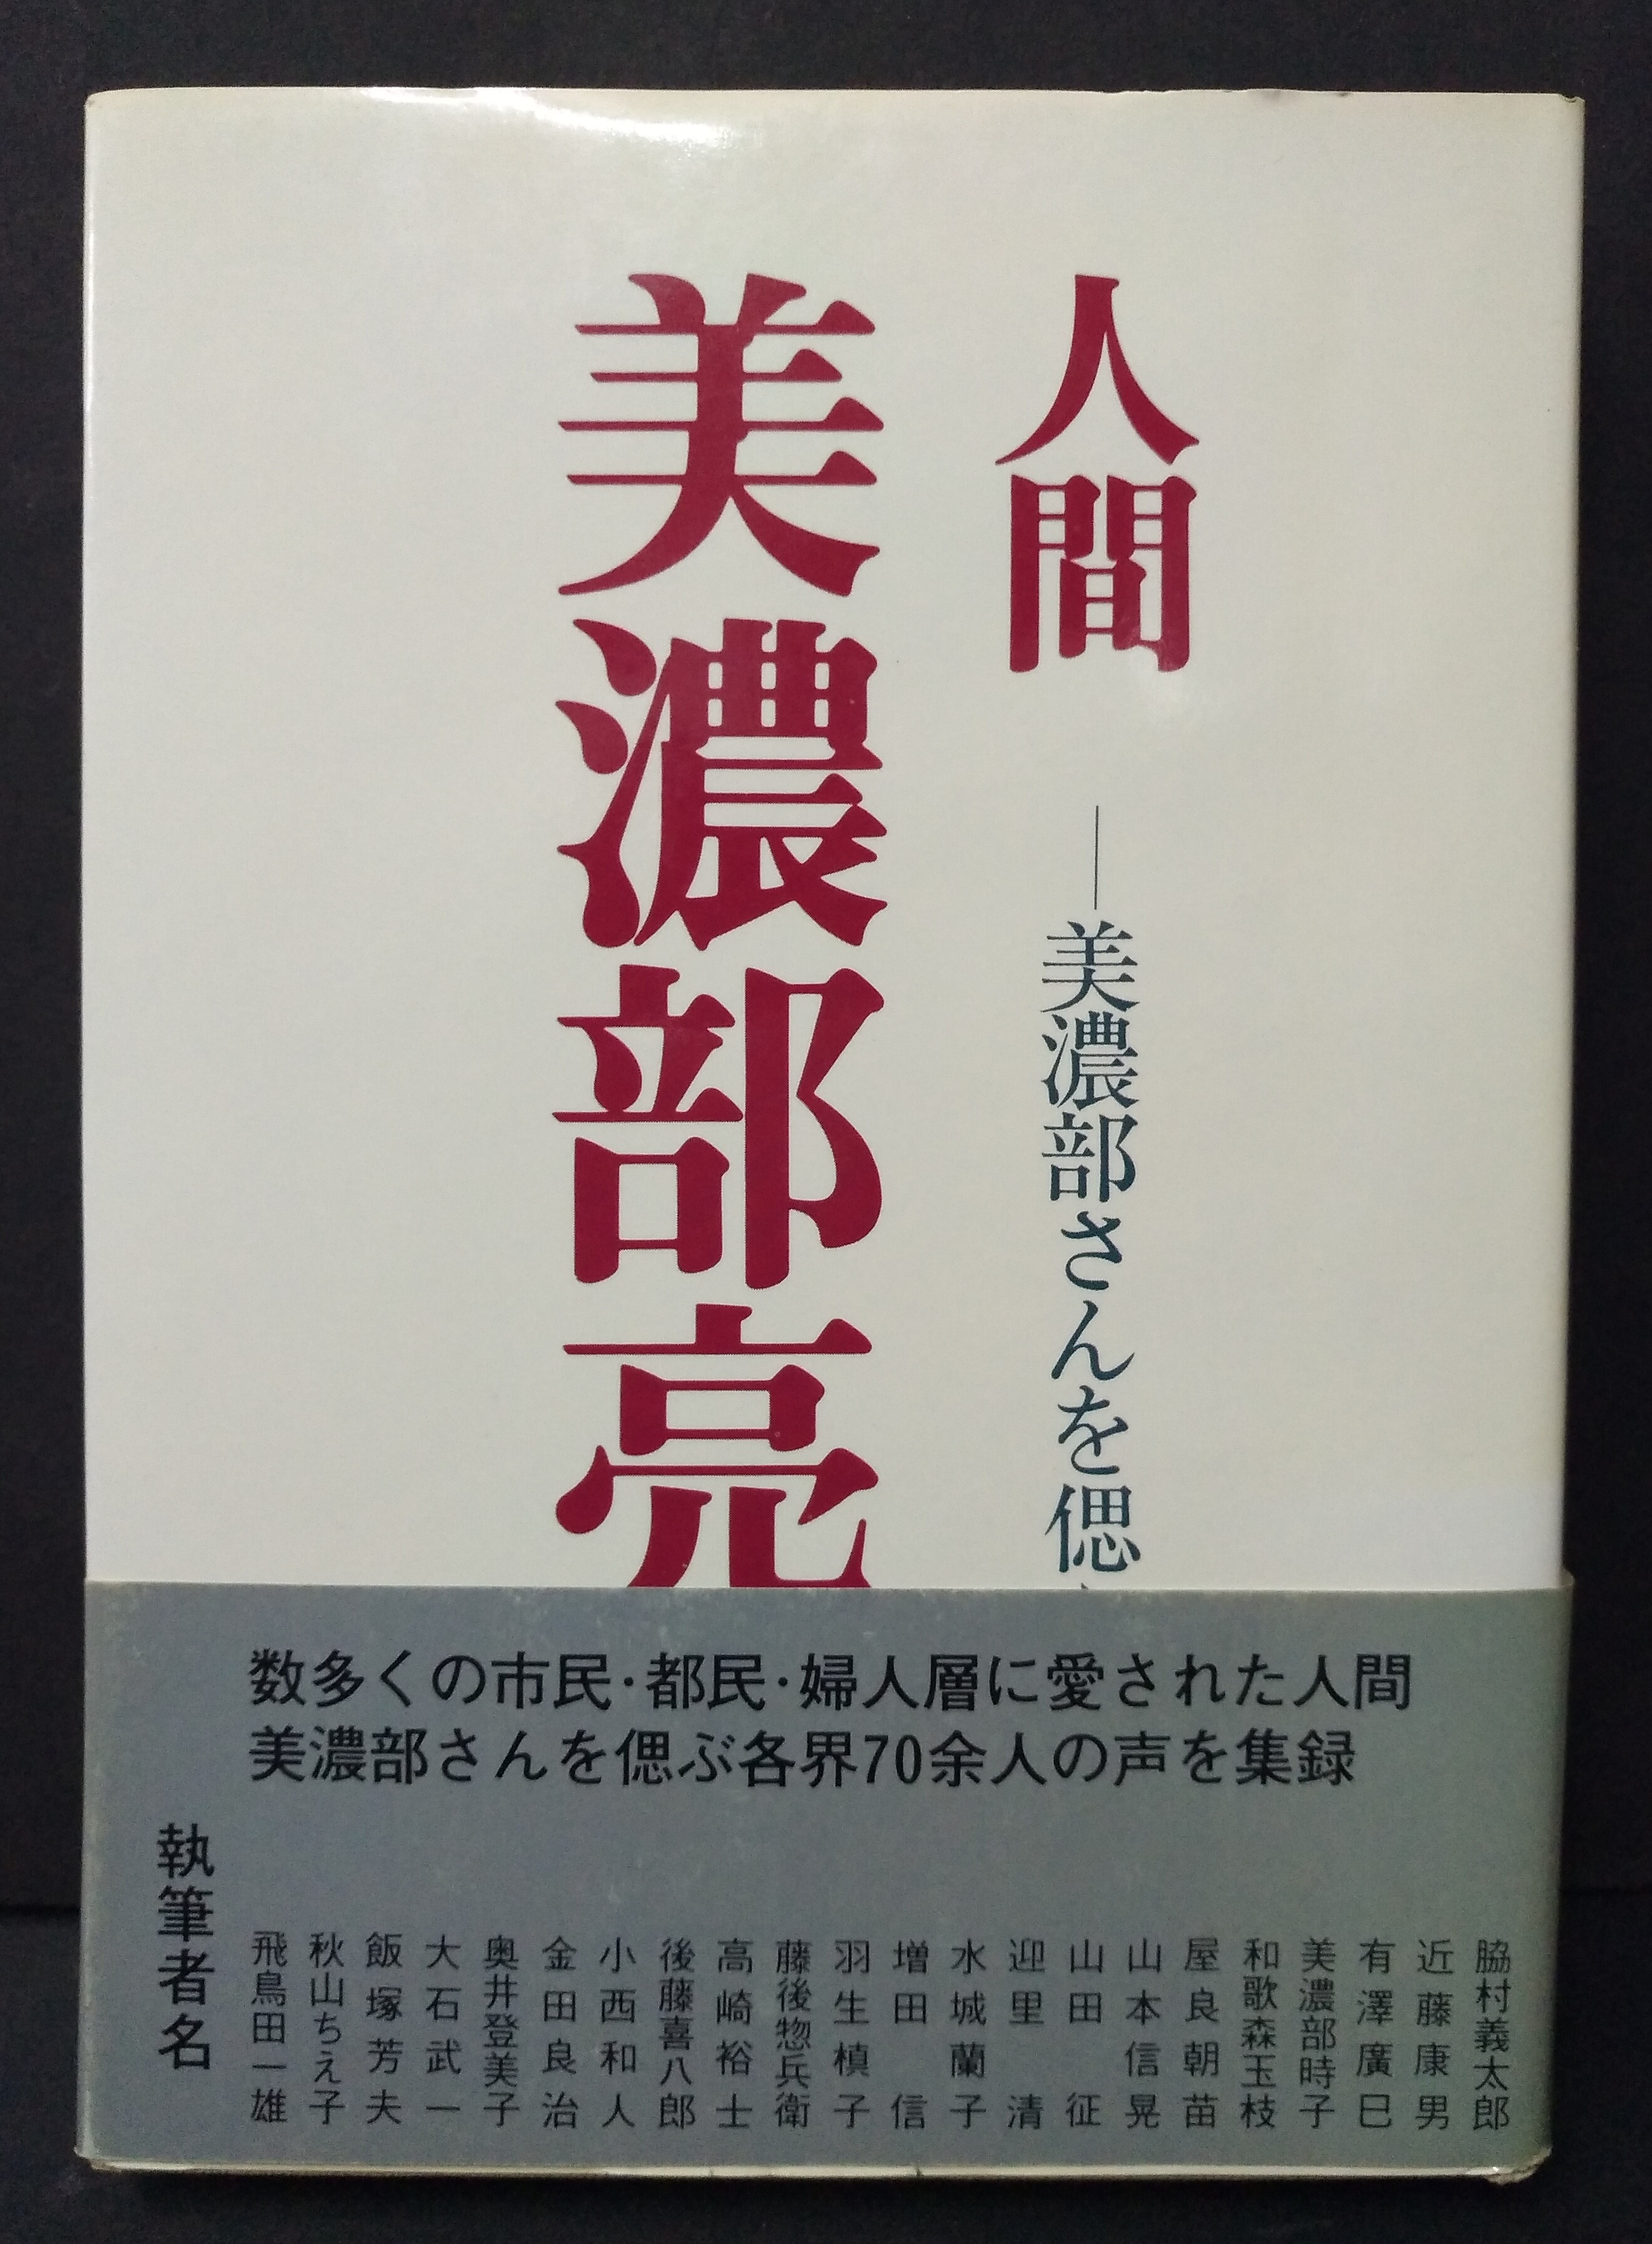 人間
―美濃部さんを偲
美濃部亮
数多くの市民・都民・婦人層に愛された人間
美濃部さんを偲ぶ各界70余人の声を集録
執筆者名
飛鳥田一雄
秋山ちえ子
飯塚芳夫
大石武一
奥井登美子
金田良治
小西和人
後藤喜八郎
高崎裕士
藤後惣兵衛
羽生槙子
増田信
水城蘭子
迎里清
山田征
山本信晃
屋良朝苗
和歌森玉枝
美濃部時子
有澤廣巳
近藤康男
脇村義太郎